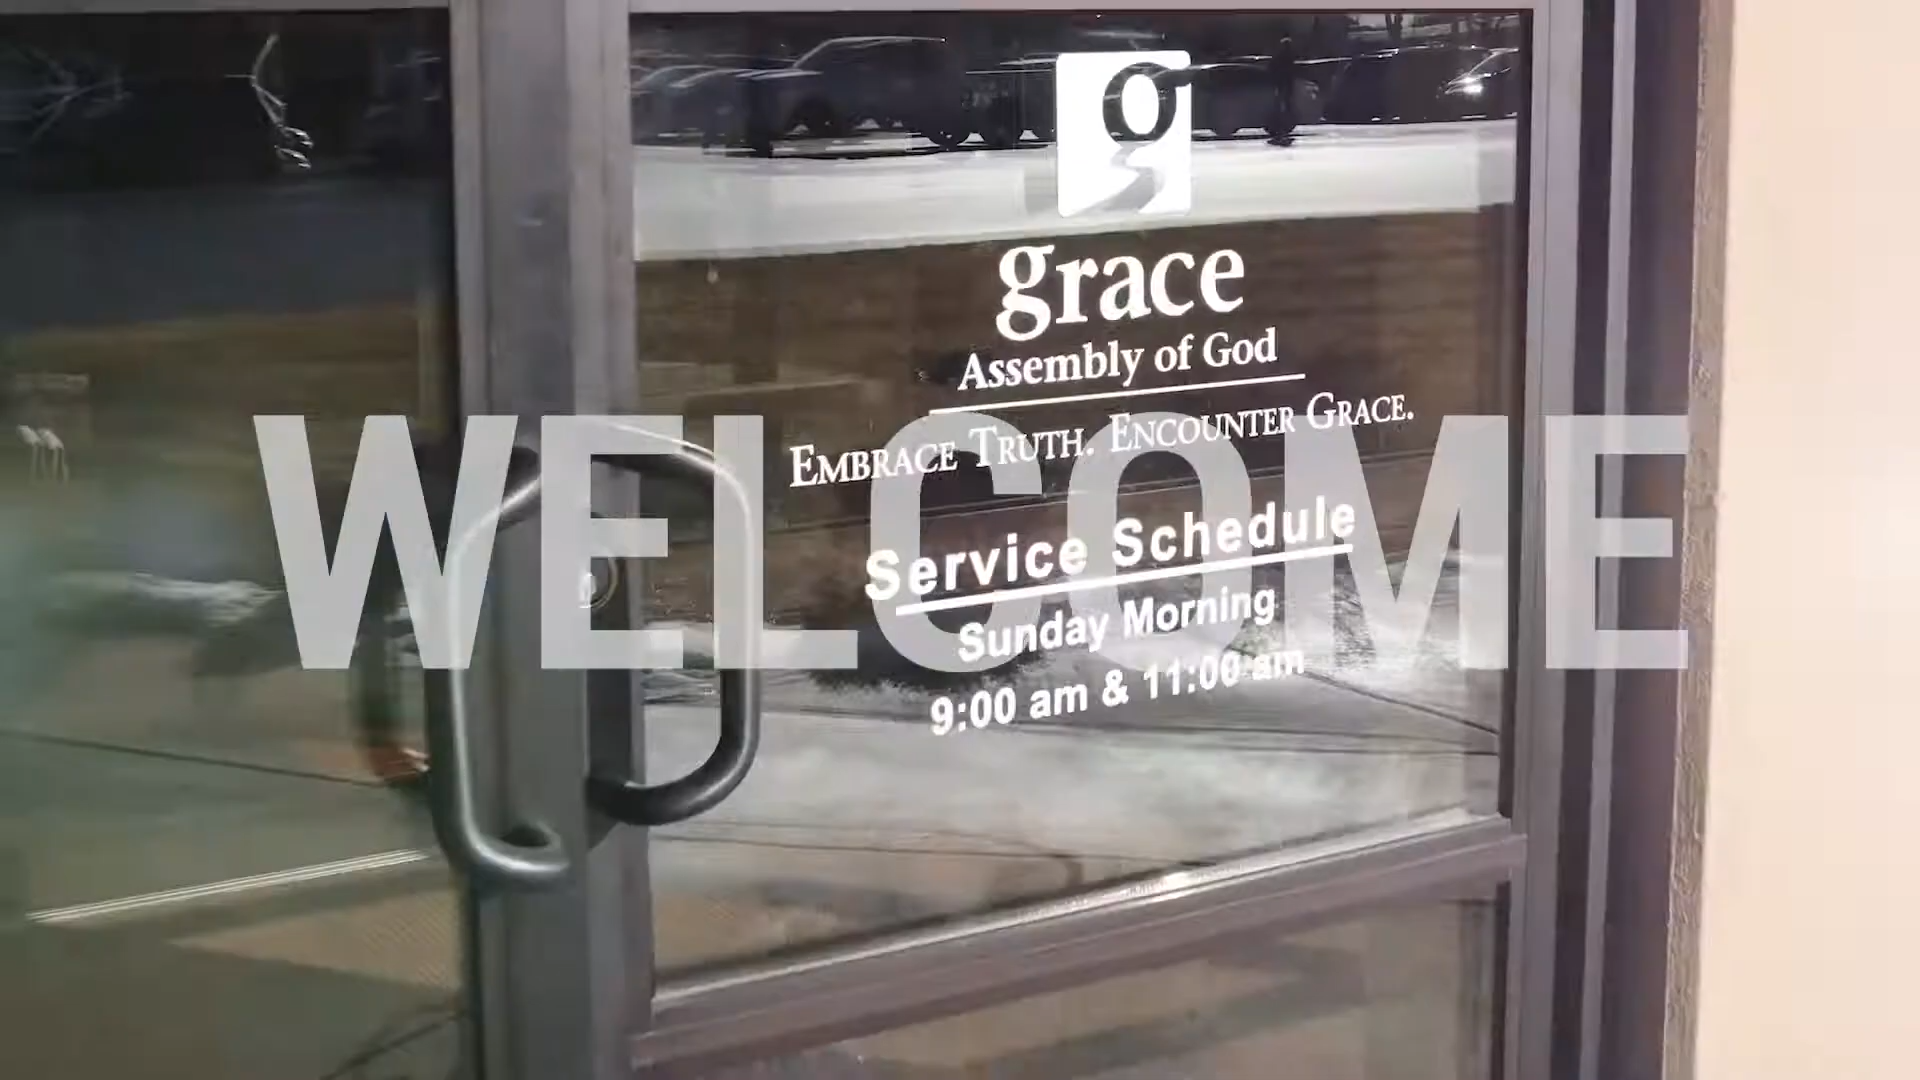 g
grace
Assembly of God
EMBRACE TRUTH. ENCOUNTER GRACE.
WELCOME
Service Schedule
Sunday Morning
9:00 am & 11:00 am